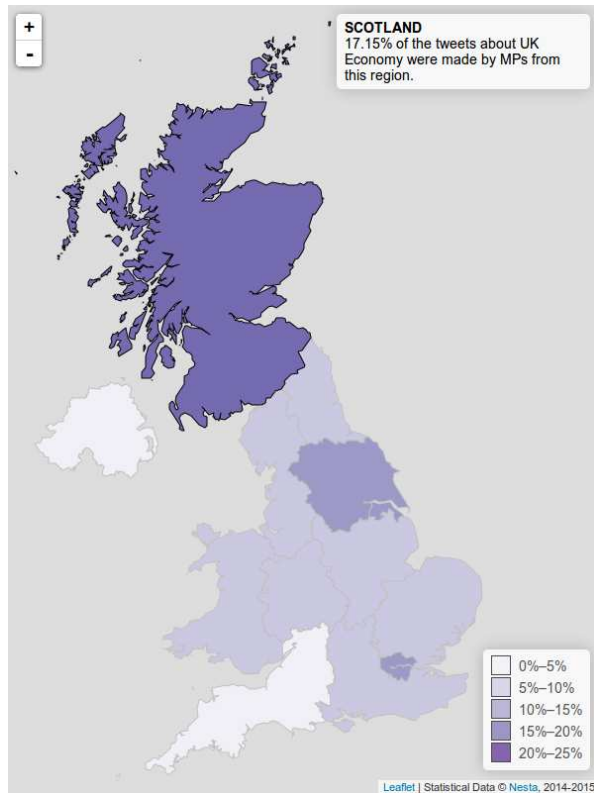 +
-
SCOTLAND
17.15% of the tweets about UK
Economy were made by MPs from
this region.
0%–5%
5%–10%
10%–15%
15%–20%
20%–25%
Leaflet | Statistical Data © Nesta, 2014-2015